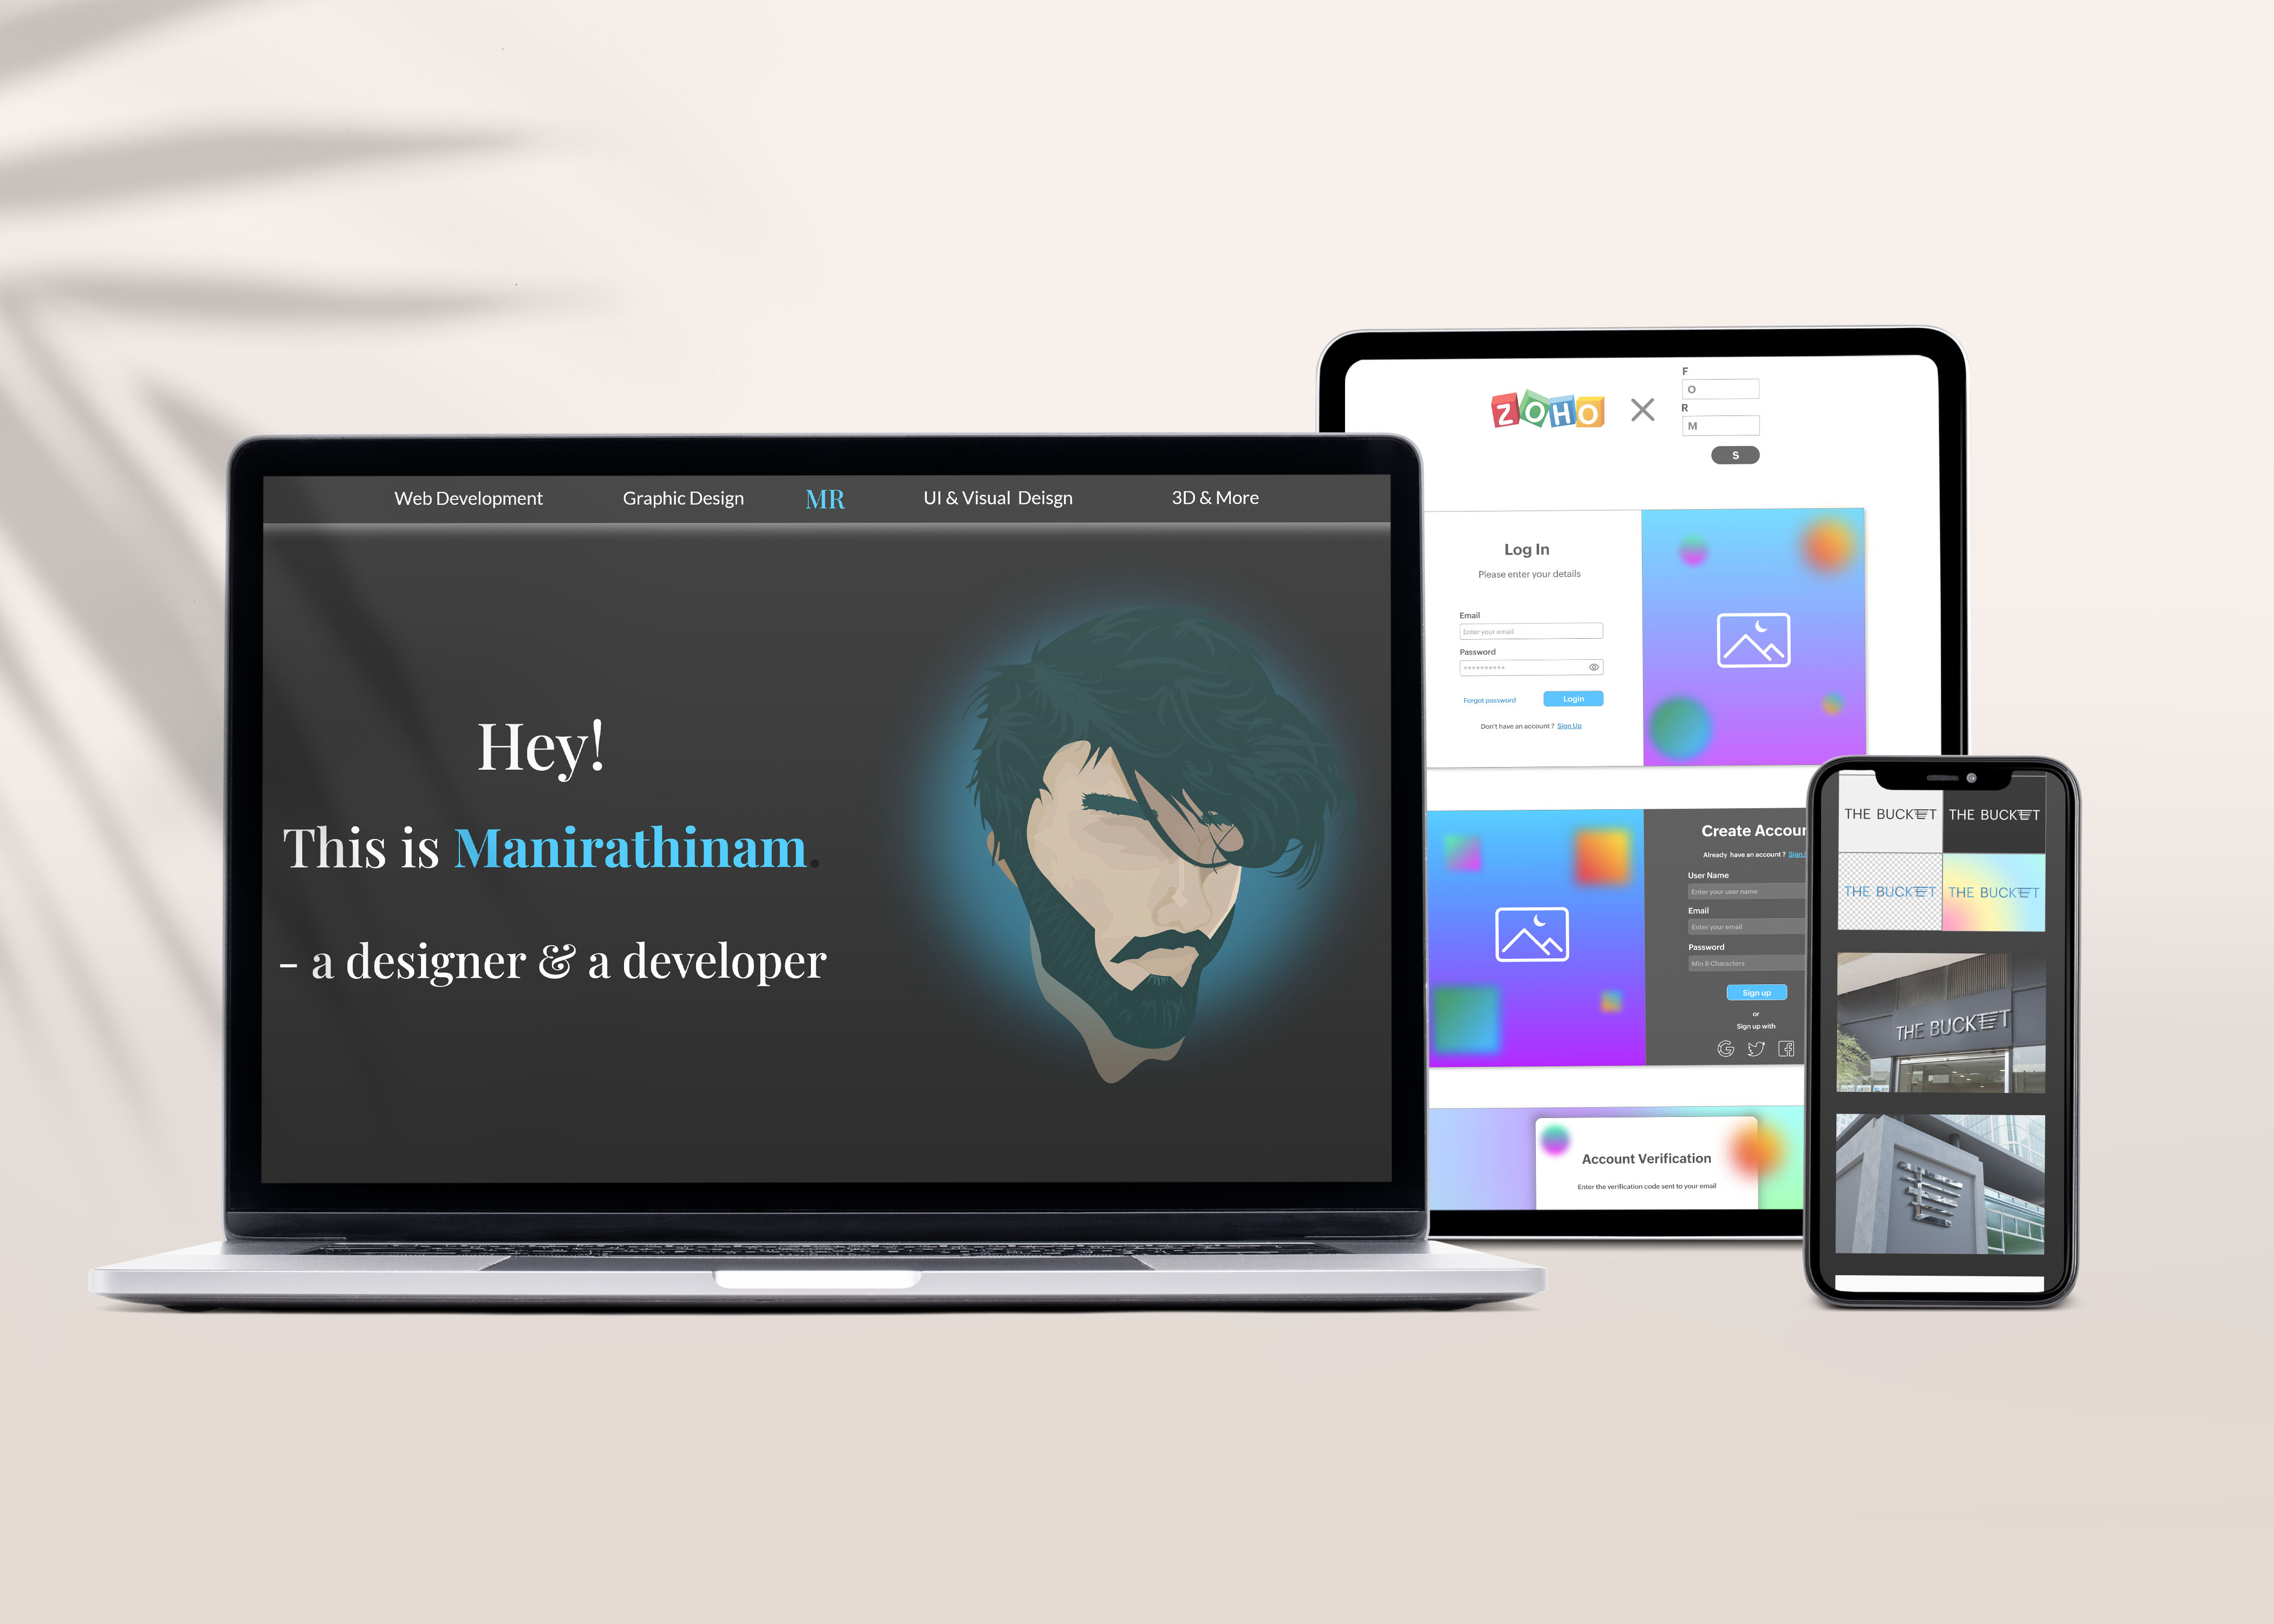 Web Development
Graphic Design
MR
UI & Visual Deisgn
3D & More
Hey!
This is Manirathinam.
- a designer & a developer
ZOHO
F
O
R
M
S
Log In
Please enter your details
Email
Enter your email
Password
**********
Forgot password
Login
Don't have an account ? Sign Up
Create Accour
Already have an account ? Sign
User Name
Enter your user name
Email
Enter your email
Password
Min 6 Characters
Sign up
or
Sign up with
Account Verification
Enter the verification code sent to your email
THE BUCKET
THE BUCKET
THE BUCKET
THE BUCKET
THE BUCKET